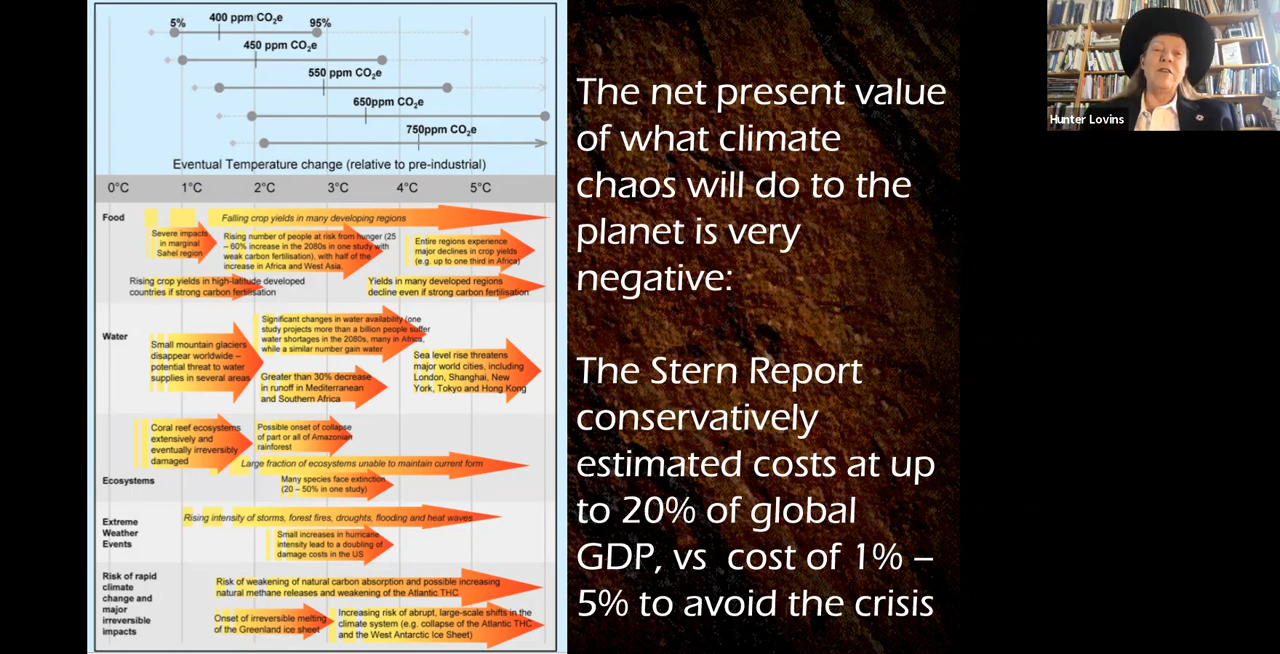 5% 400 ppm CO₂e 95%
450 ppm CO₂e
550 ppm CO₂e
650ppm CO₂e
750ppm CO₂e
Eventual Temperature change (relative to pre-industrial)
0°C 1°C 2°C 3°C 4°C 5°C
Food
Falling crop yields in many developing regions
Severe impacts
in marginal
Sahel region
Rising number of people at risk from hunger (25
– 60% increase in the 2080s in one study with
weak carbon fertilisation), with half of the
increase in Africa and West Asia.
Entire regions experience
major declines in crop yields
(e.g. up to one third in Africa)
Rising crop yields in high-latitude developed
countries if strong carbon fertilisation
Yields in many developed regions
decline even if strong carbon fertilisation
Water
Small mountain glaciers
disappear worldwide –
potential threat to water
supplies in several areas
Significant changes in water availability (one
study projects more than a billion people suffer
water shortages in the 2080s, many in Africa,
while a similar number gain water
Greater than 30% decrease
in runoff in Mediterranean
and Southern Africa
Sea level rise threatens
major world cities, including
London, Shanghai, New
York, Tokyo and Hong Kong
Ecosystems
Coral reef ecosystems
extensively and
eventually irreversibly
damaged
Possible onset of collapse
of part or all of Amazonian
rainforest
Large fraction of ecosystems unable to maintain current form
Many species face extinction
(20 – 50% in one study)
Extreme
Weather
Events
Rising intensity of storms, forest fires, droughts, flooding and heat waves
Small increases in hurricane
intensity lead to a doubling of
damage costs in the US
Risk of rapid
climate
change and
major
irreversible
impacts
Risk of weakening of natural carbon absorption and possible increasing
natural methane releases and weakening of the Atlantic THC
Onset of irreversible melting
of the Greenland ice sheet
Increasing risk of abrupt, large-scale shifts in the
climate system (e.g. collapse of the Atlantic THC
and the West Antarctic Ice Sheet)
The net present value
of what climate
chaos will do to the
planet is very
negative:
The Stern Report
conservatively
estimated costs at up
to 20% of global
GDP, vs cost of 1% –
5% to avoid the crisis
Hunter Lovins